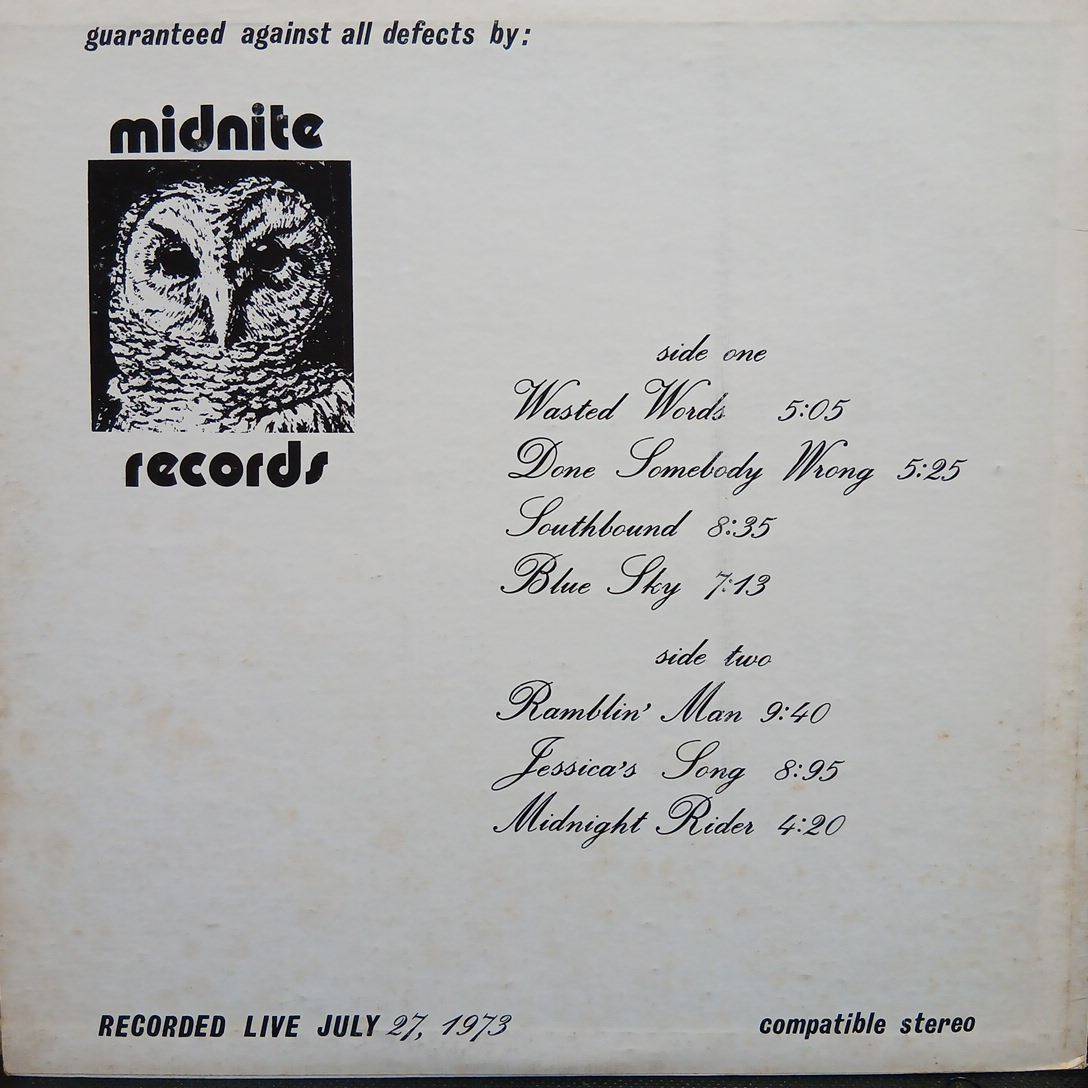 guaranteed against all defects by:
midnite
records
side one
Wasted Words 5:05
Done Somebody Wrong 5:25
Southbound 8:35
Blue Sky 7:13
side two
Ramblin' Man 9:40
Jessica's Song 8:95
Midnight Rider 4:20
RECORDED LIVE JULY 27, 1973
compatible stereo